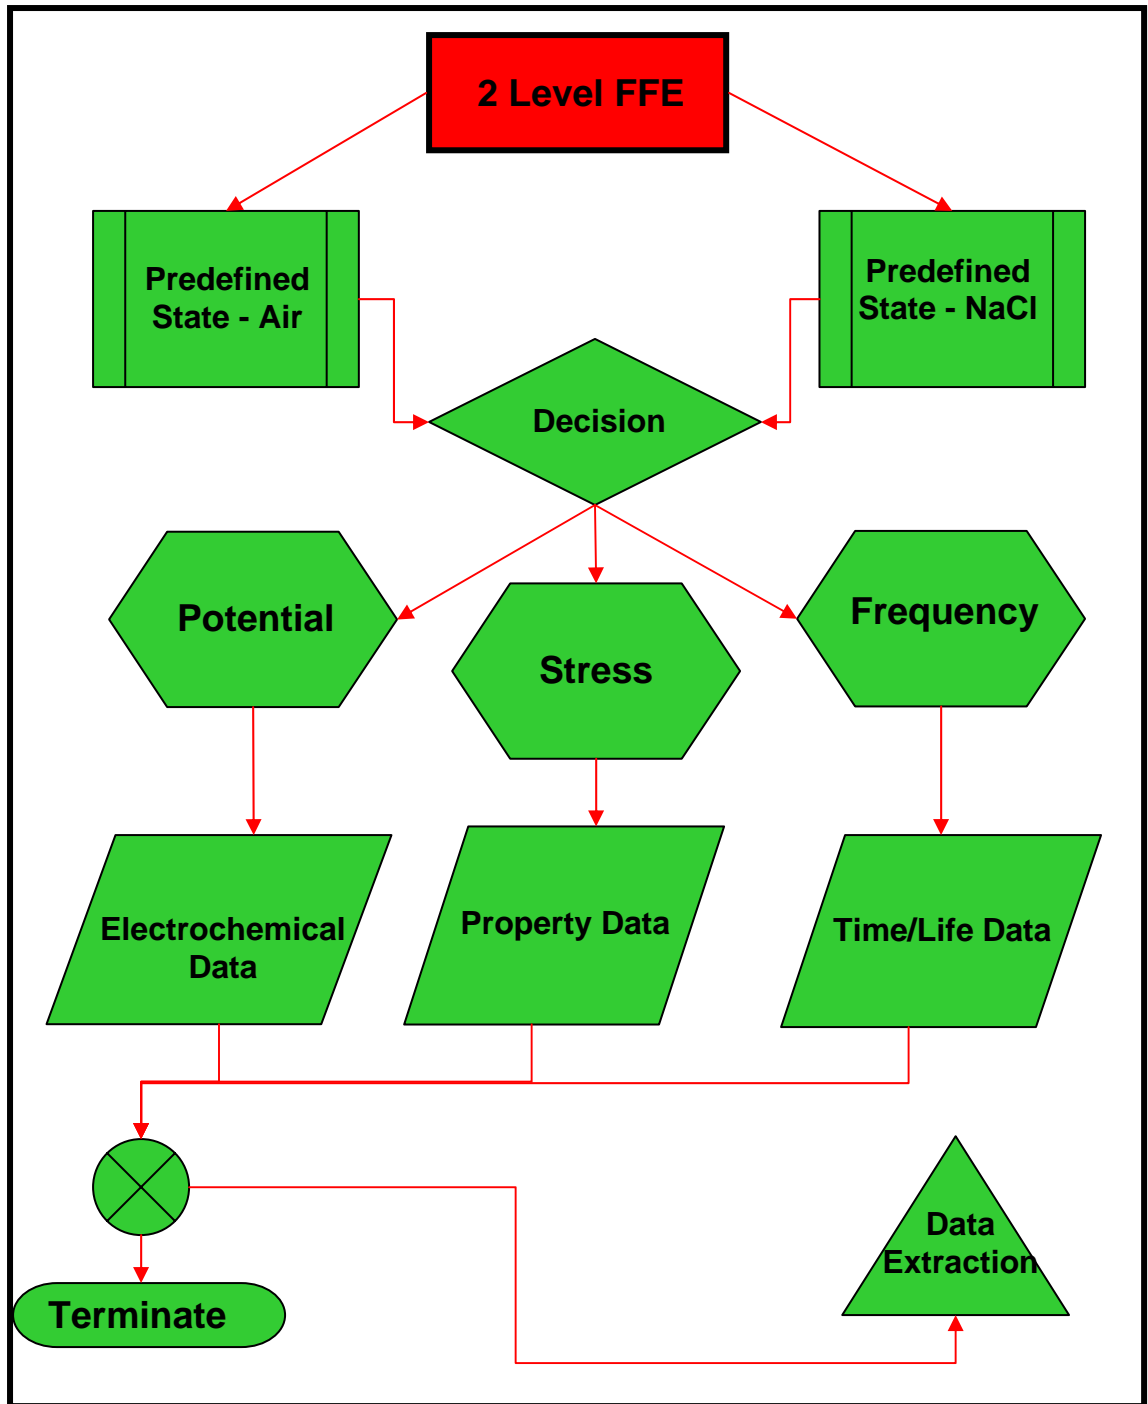 2 Level FFE
Predefined
State - Air
Predefined
State - NaCl
Decision
Potential
Stress
Frequency
Electrochemical
Data
Property Data
Time/Life Data
Data
Extraction
Terminate